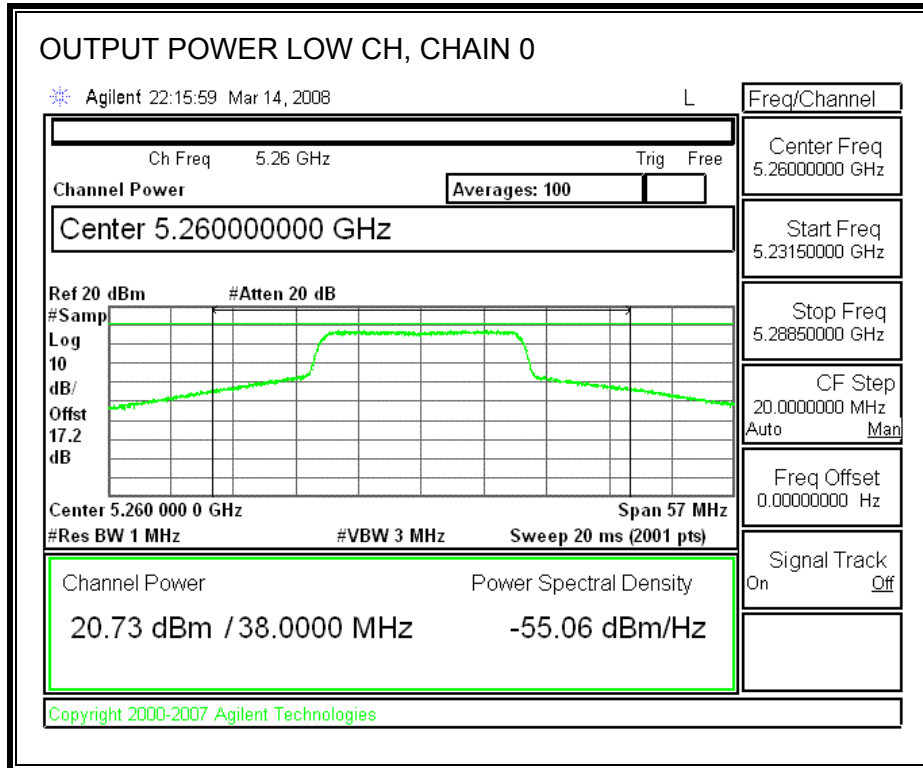 OUTPUT POWER LOW CH, CHAIN 0
Agilent 22:15:59 Mar 14, 2008 L
Freq/Channel
Ch Freq 5.26 GHz Trig Free
Channel Power Averages: 100
Center 5.260000000 GHz
Ref 20 dBm #Atten 20 dB
#Samp
Log
10
dB/
Offst
17.2
dB
Center 5.260 000 0 GHz Span 57 MHz
#Res BW 1 MHz #VBW 3 MHz Sweep 20 ms (2001 pts)
Channel Power Power Spectral Density
20.73 dBm / 38.0000 MHz -55.06 dBm/Hz
Copyright 2000-2007 Agilent Technologies
Center Freq
5.26000000 GHz
Start Freq
5.23150000 GHz
Stop Freq
5.28850000 GHz
CF Step
20.0000000 MHz
Auto Man
Freq Offset
0.00000000 Hz
Signal Track
On Off